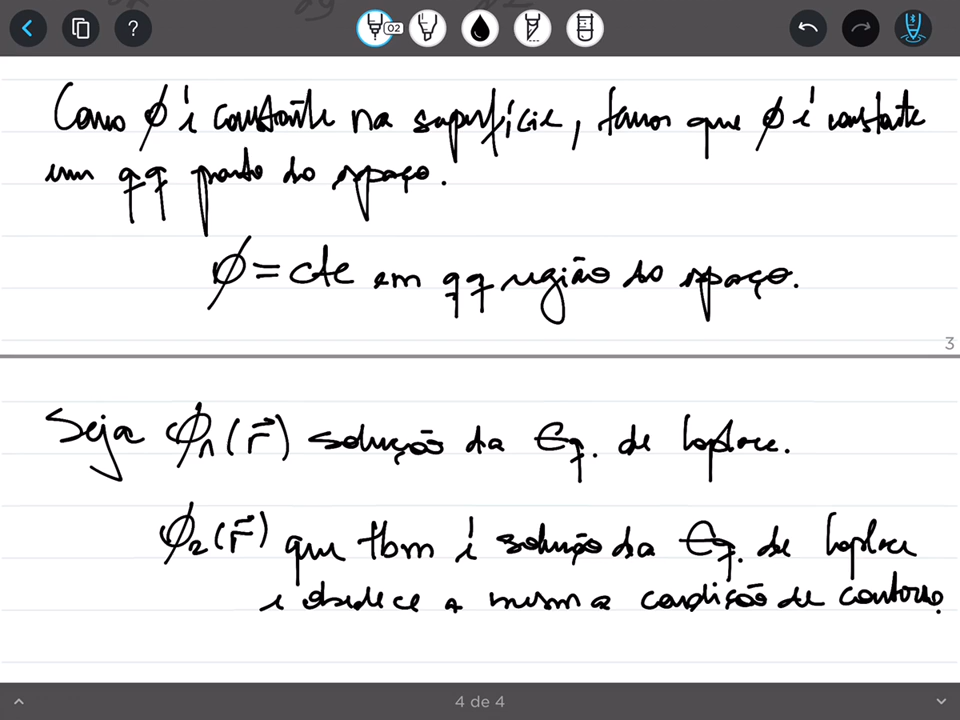 02
Como φ é constante na superfície, temos que φ é constante
em qq ponto do espaço.
φ = cte em qq região do espaço.
3
Seja φ₁(r⃗) solução da Eq. de Laplace.
φ₂(r⃗) que tbm é solução da Eq. de Laplace
e obedece a mesma condição de contorno.
4 de 4